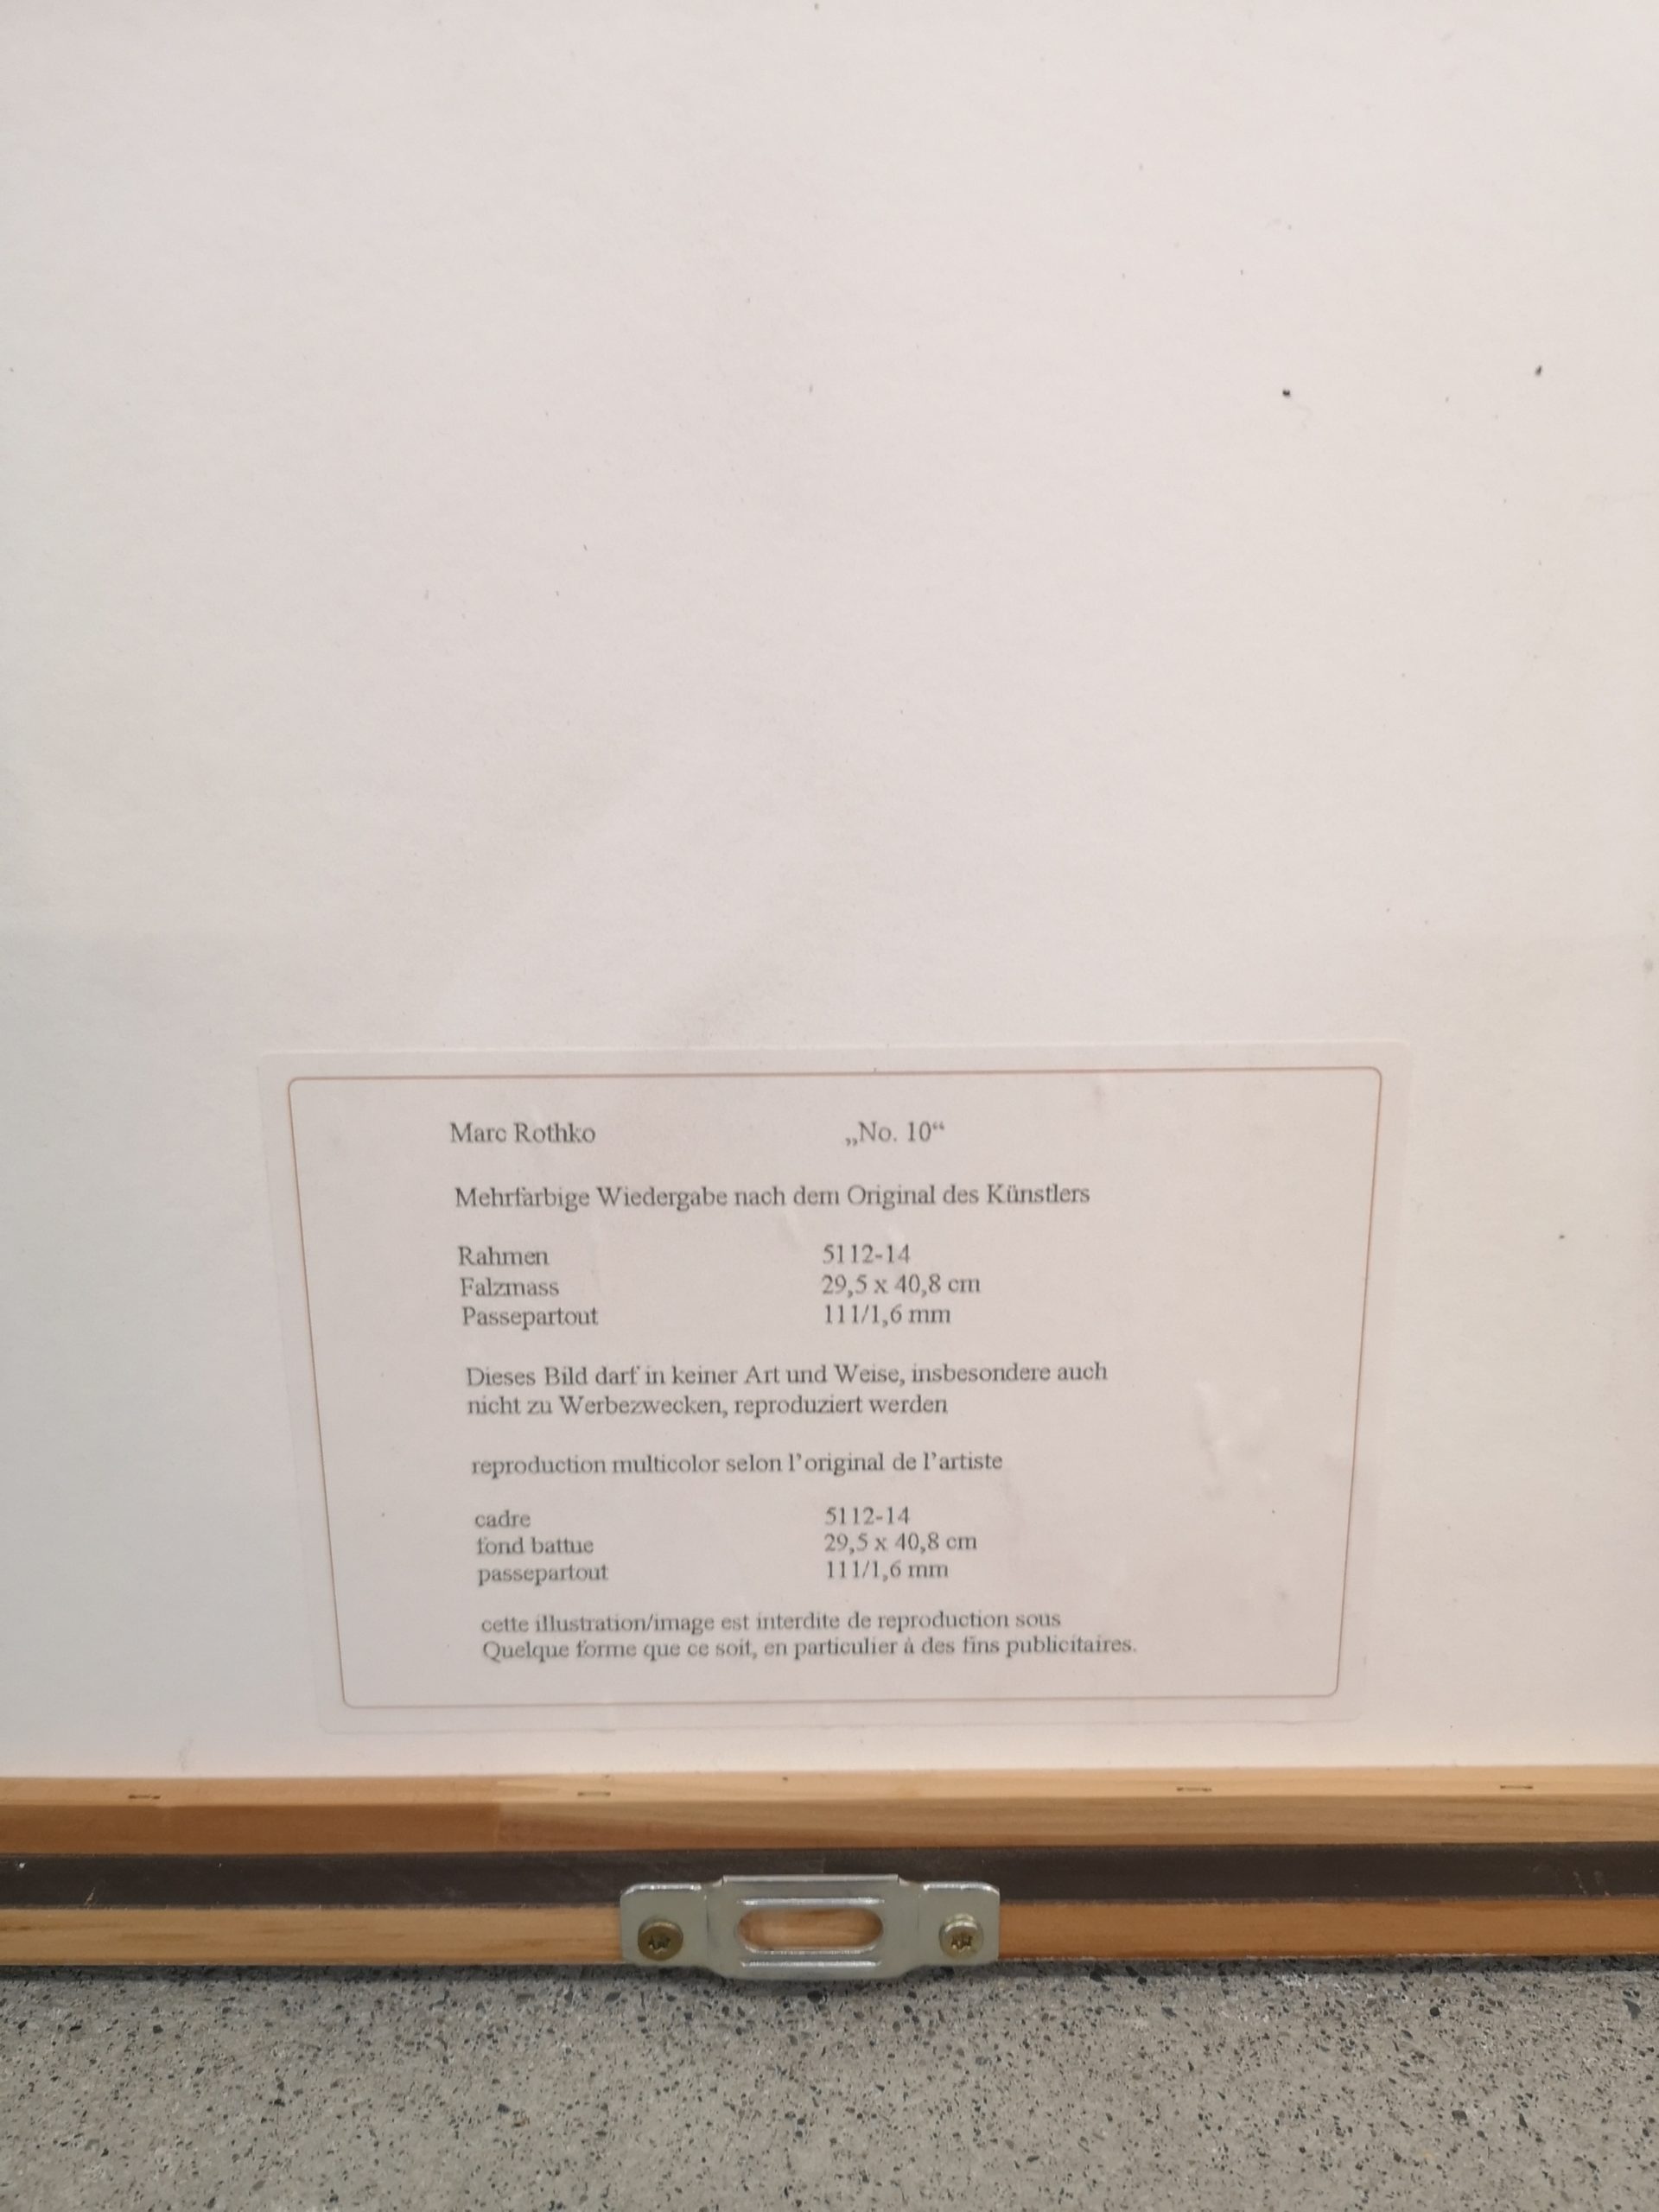 Marc Rothko „No. 10“
Mehrfarbige Wiedergabe nach dem Original des Künstlers
Rahmen 5112-14
Falzmass 29,5 x 40,8 cm
Passepartout 111/1,6 mm
Dieses Bild darf in keiner Art und Weise, insbesondere auch
nicht zu Werbezwecken, reproduziert werden
reproduction multicolor selon l’original de l’artiste
cadre 5112-14
fond battue 29,5 x 40,8 cm
passepartout 111/1,6 mm
cette illustration/image est interdite de reproduction sous
Quelque forme que ce soit, en particulier à des fins publicitaires.